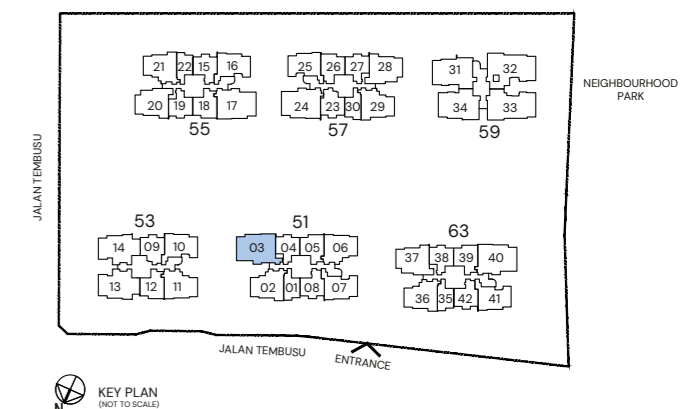 21 22 15 16
25 26 27 28
31 32
20 19 18 17
24 23 30 29
34 33
55
57
59
NEIGHBOURHOOD
PARK
JALAN TEMBUSU
53
51
63
14 09 10
03 04 05 06
37 38 39 40
13 12 11
02 01 08 07
36 35 42 41
JALAN TEMBUSU
ENTRANCE
N
KEY PLAN
(NOT TO SCALE)